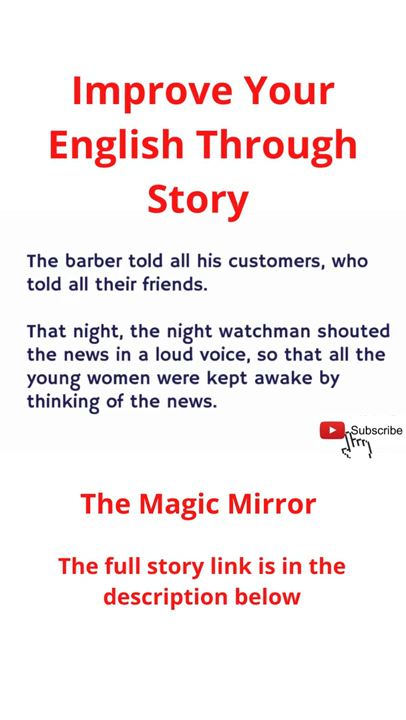 Improve Your
English Through
Story
The barber told all his customers, who
told all their friends.
That night, the night watchman shouted
the news in a loud voice, so that all the
young women were kept awake by
thinking of the news.
Subscribe
The Magic Mirror
The full story link is in the
description below